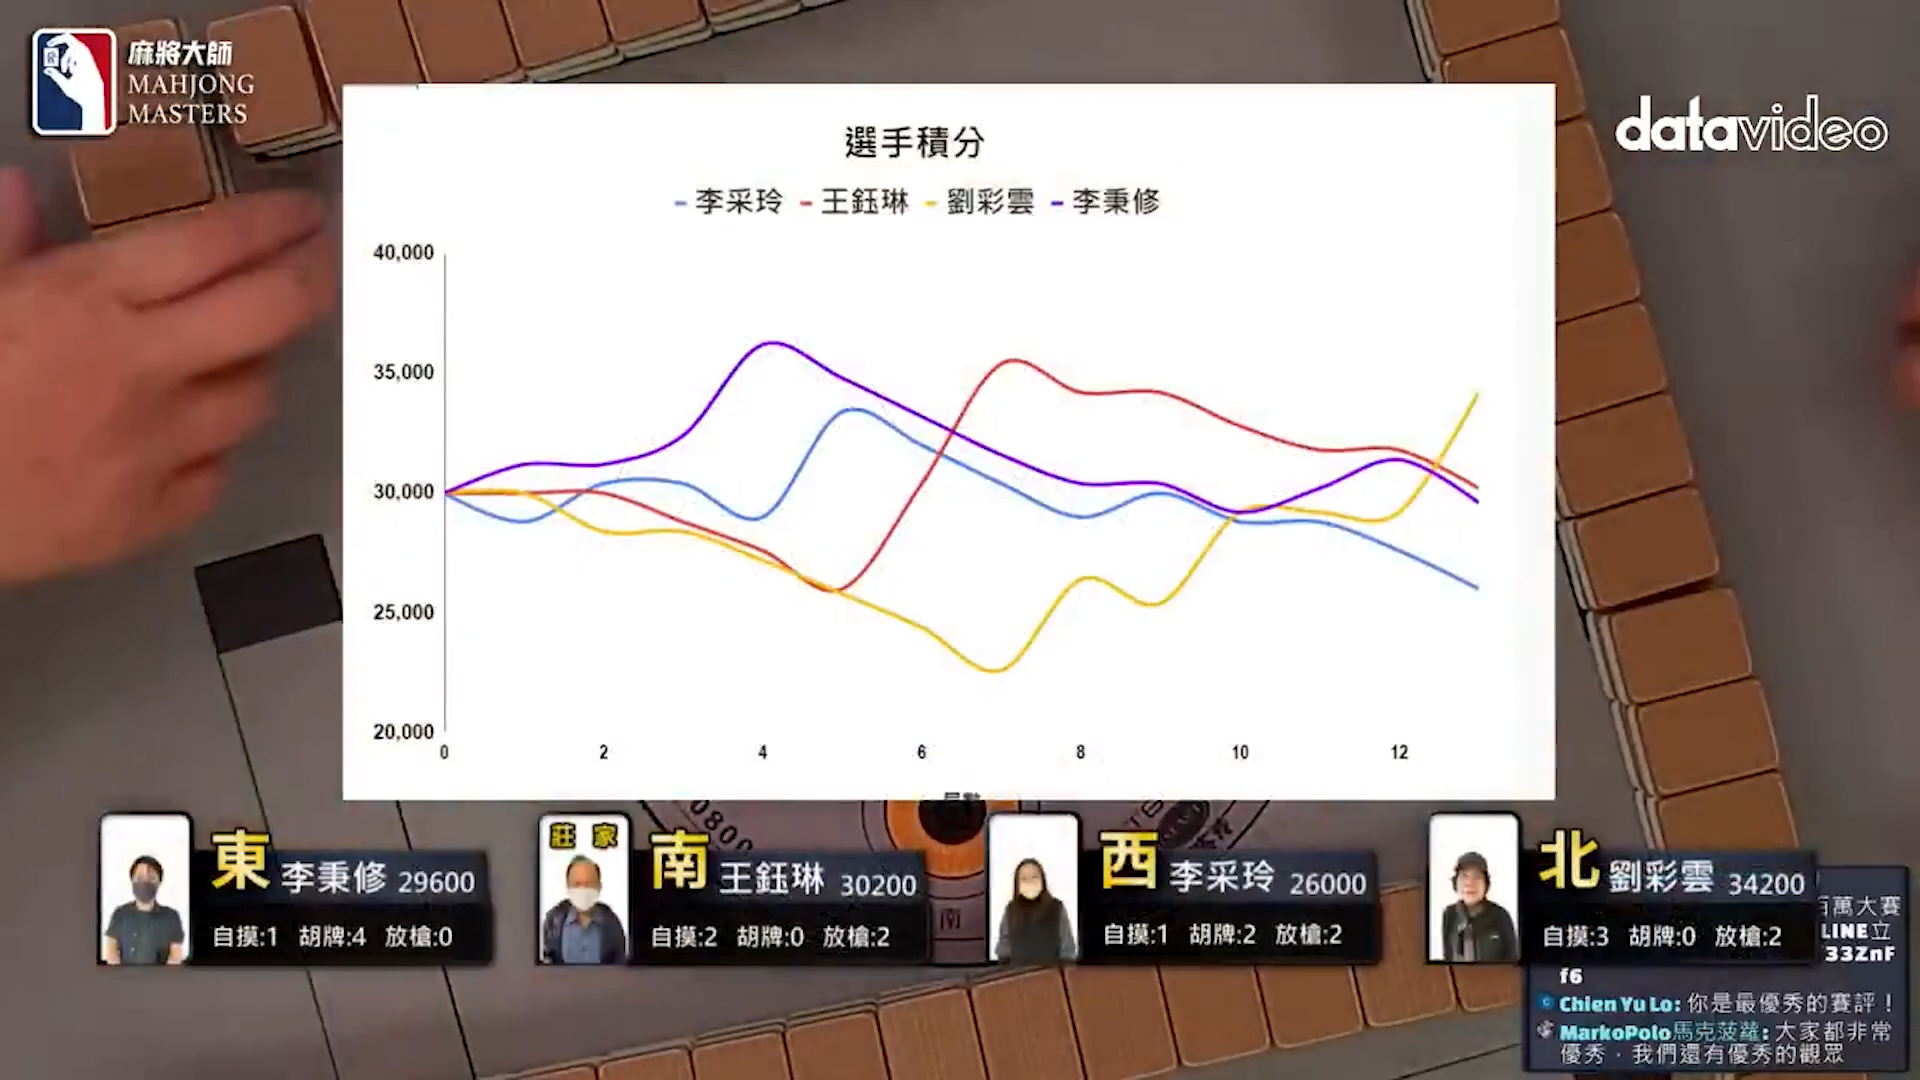 麻將大師
MAHJONG
MASTERS
datavideo
選手積分
李采玲 王鈺琳 劉彩雲 李秉修
40,000
35,000
30,000
25,000
20,000
0 2 4 6 8 10 12
東 李秉修 29600
自摸:1 胡牌:4 放槍:0
莊家
南 王鈺琳 30200
自摸:2 胡牌:0 放槍:2
西 李采玲 26000
自摸:1 胡牌:2 放槍:2
北 劉彩雲 34200
自摸:3 胡牌:0 放槍:2
南
百萬大賽
LINE立
33ZnF
f6
Chien Yu Lo: 你是最優秀的賽評！
MarkoPolo馬克菠蘿: 大家都非常
優秀，我們還有優秀的觀眾